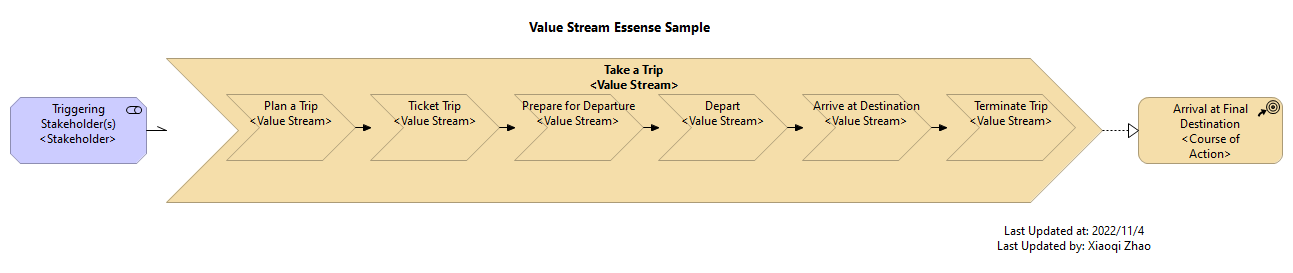 Value Stream Essense Sample
Take a Trip
<Value Stream>
Triggering
Stakeholder(s)
<Stakeholder>
Plan a Trip
<Value Stream>
Ticket Trip
<Value Stream>
Prepare for Departure
<Value Stream>
Depart
<Value Stream>
Arrive at Destination
<Value Stream>
Terminate Trip
<Value Stream>
Arrival at Final
Destination
<Course of
Action>
Last Updated at: 2022/11/4
Last Updated by: Xiaoqi Zhao